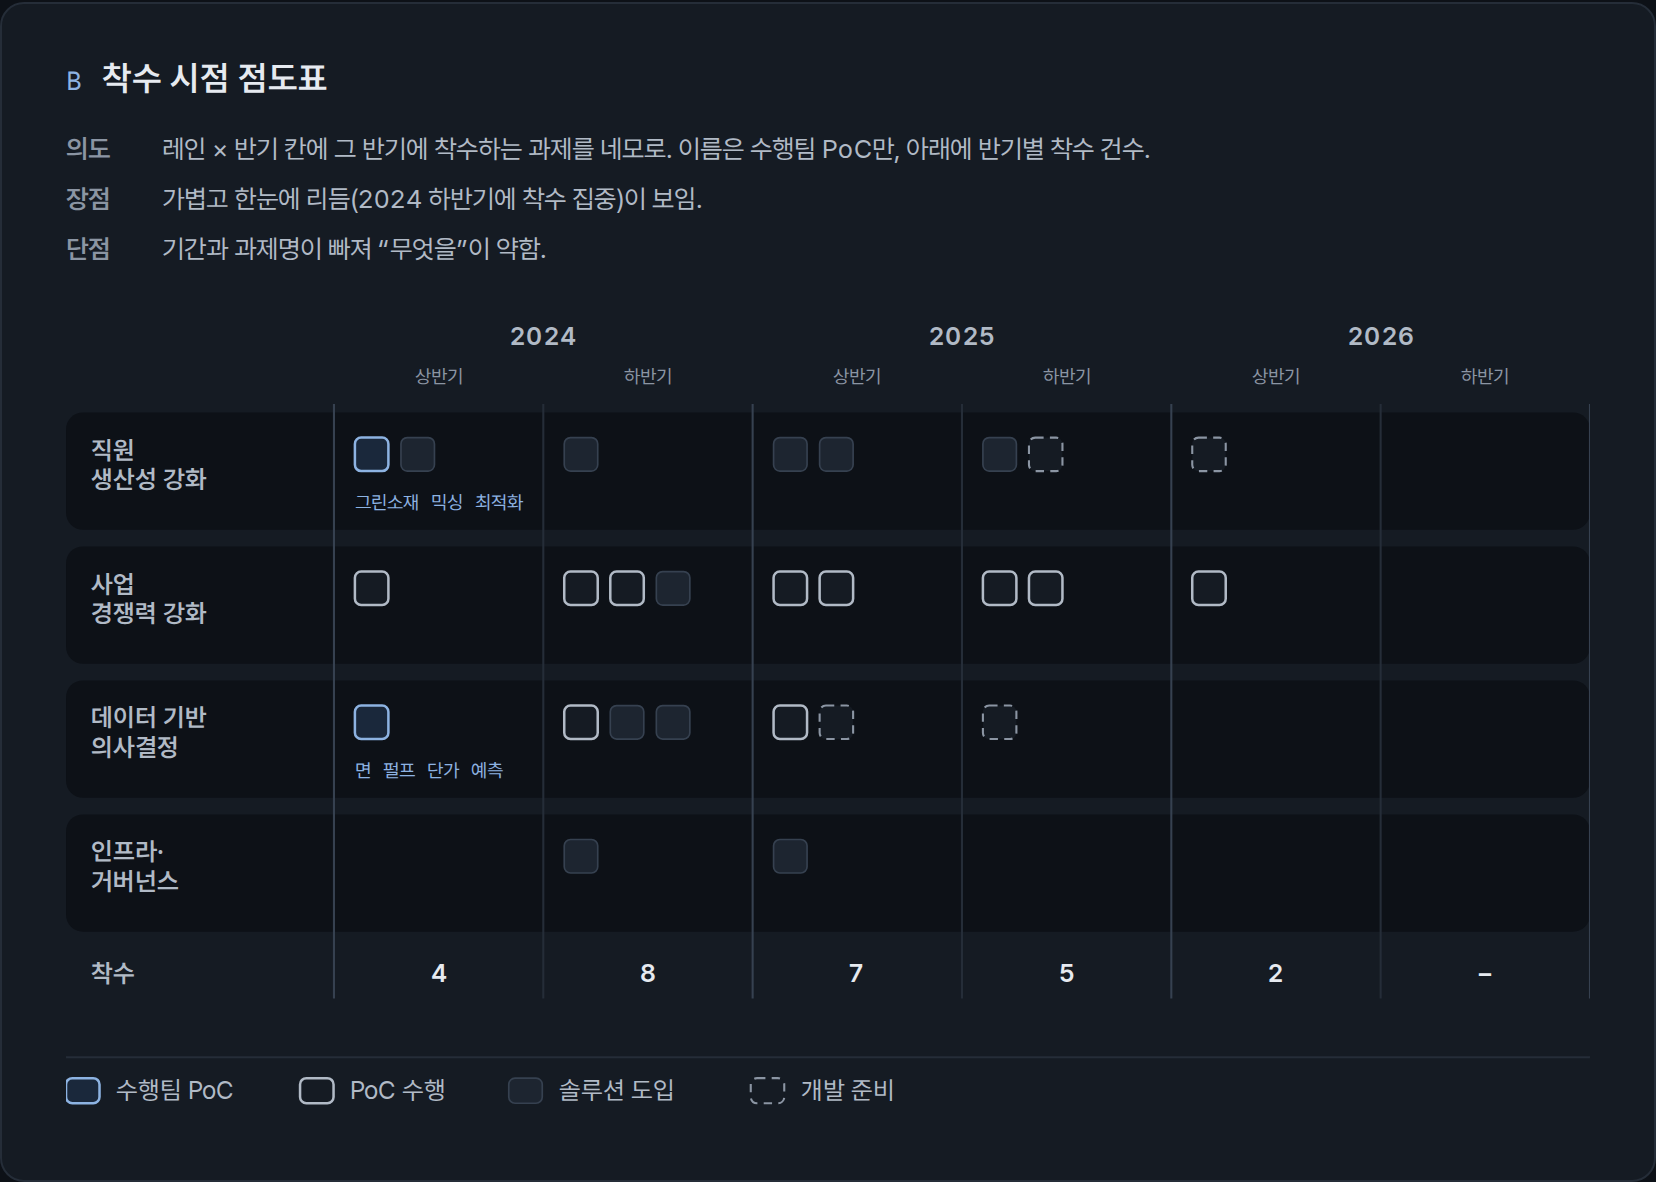 B 착수 시점 점도표
의도 레인 × 반기 칸에 그 반기에 착수하는 과제를 네모로. 이름은 수행팀 PoC만, 아래에 반기별 착수 건수.
장점 가볍고 한눈에 리듬(2024 하반기에 착수 집중)이 보임.
단점 기간과 과제명이 빠져 “무엇을”이 약함.
2024 2025 2026
상반기 하반기 상반기 하반기 상반기 하반기
직원
생산성 강화
그린소재 믹싱 최적화
사업
경쟁력 강화
데이터 기반
의사결정
면 펄프 단가 예측
인프라·
거버넌스
착수 4 8 7 5 2 –
수행팀 PoC PoC 수행 솔루션 도입 개발 준비